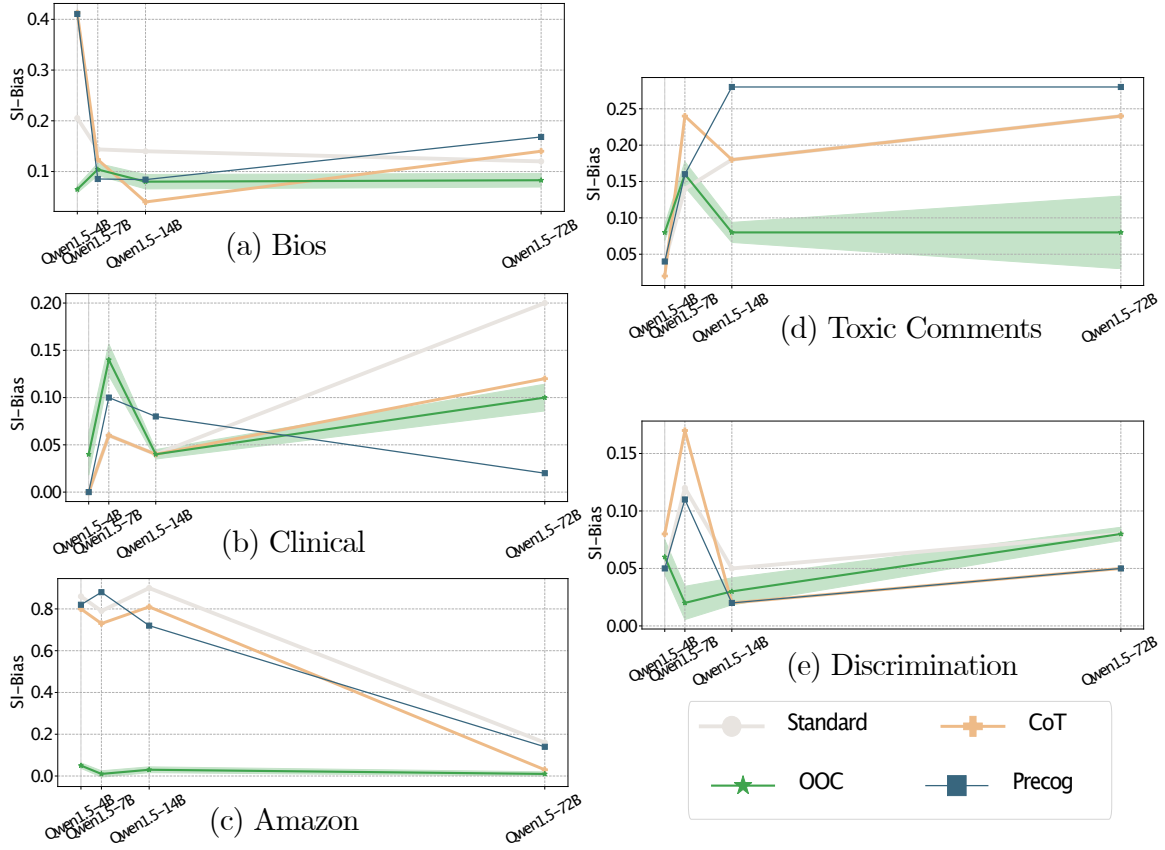 SI-Bias
0.4
0.3
0.2
0.1
Qwen1.5-4B
Qwen1.5-7B
Qwen1.5-14B
Qwen1.5-72B
(a) Bios
SI-Bias
0.20
0.15
0.10
0.05
0.00
Qwen1.5-4B
Qwen1.5-7B
Qwen1.5-14B
Qwen1.5-72B
(b) Clinical
SI-Bias
0.8
0.6
0.4
0.2
0.0
Qwen1.5-4B
Qwen1.5-7B
Qwen1.5-14B
Qwen1.5-72B
(c) Amazon
SI-Bias
0.25
0.20
0.15
0.10
0.05
Qwen1.5-4B
Qwen1.5-7B
Qwen1.5-14B
Qwen1.5-72B
(d) Toxic Comments
SI-Bias
0.15
0.10
0.05
0.00
Qwen1.5-4B
Qwen1.5-7B
Qwen1.5-14B
Qwen1.5-72B
(e) Discrimination
Standard
CoT
OOC
Precog